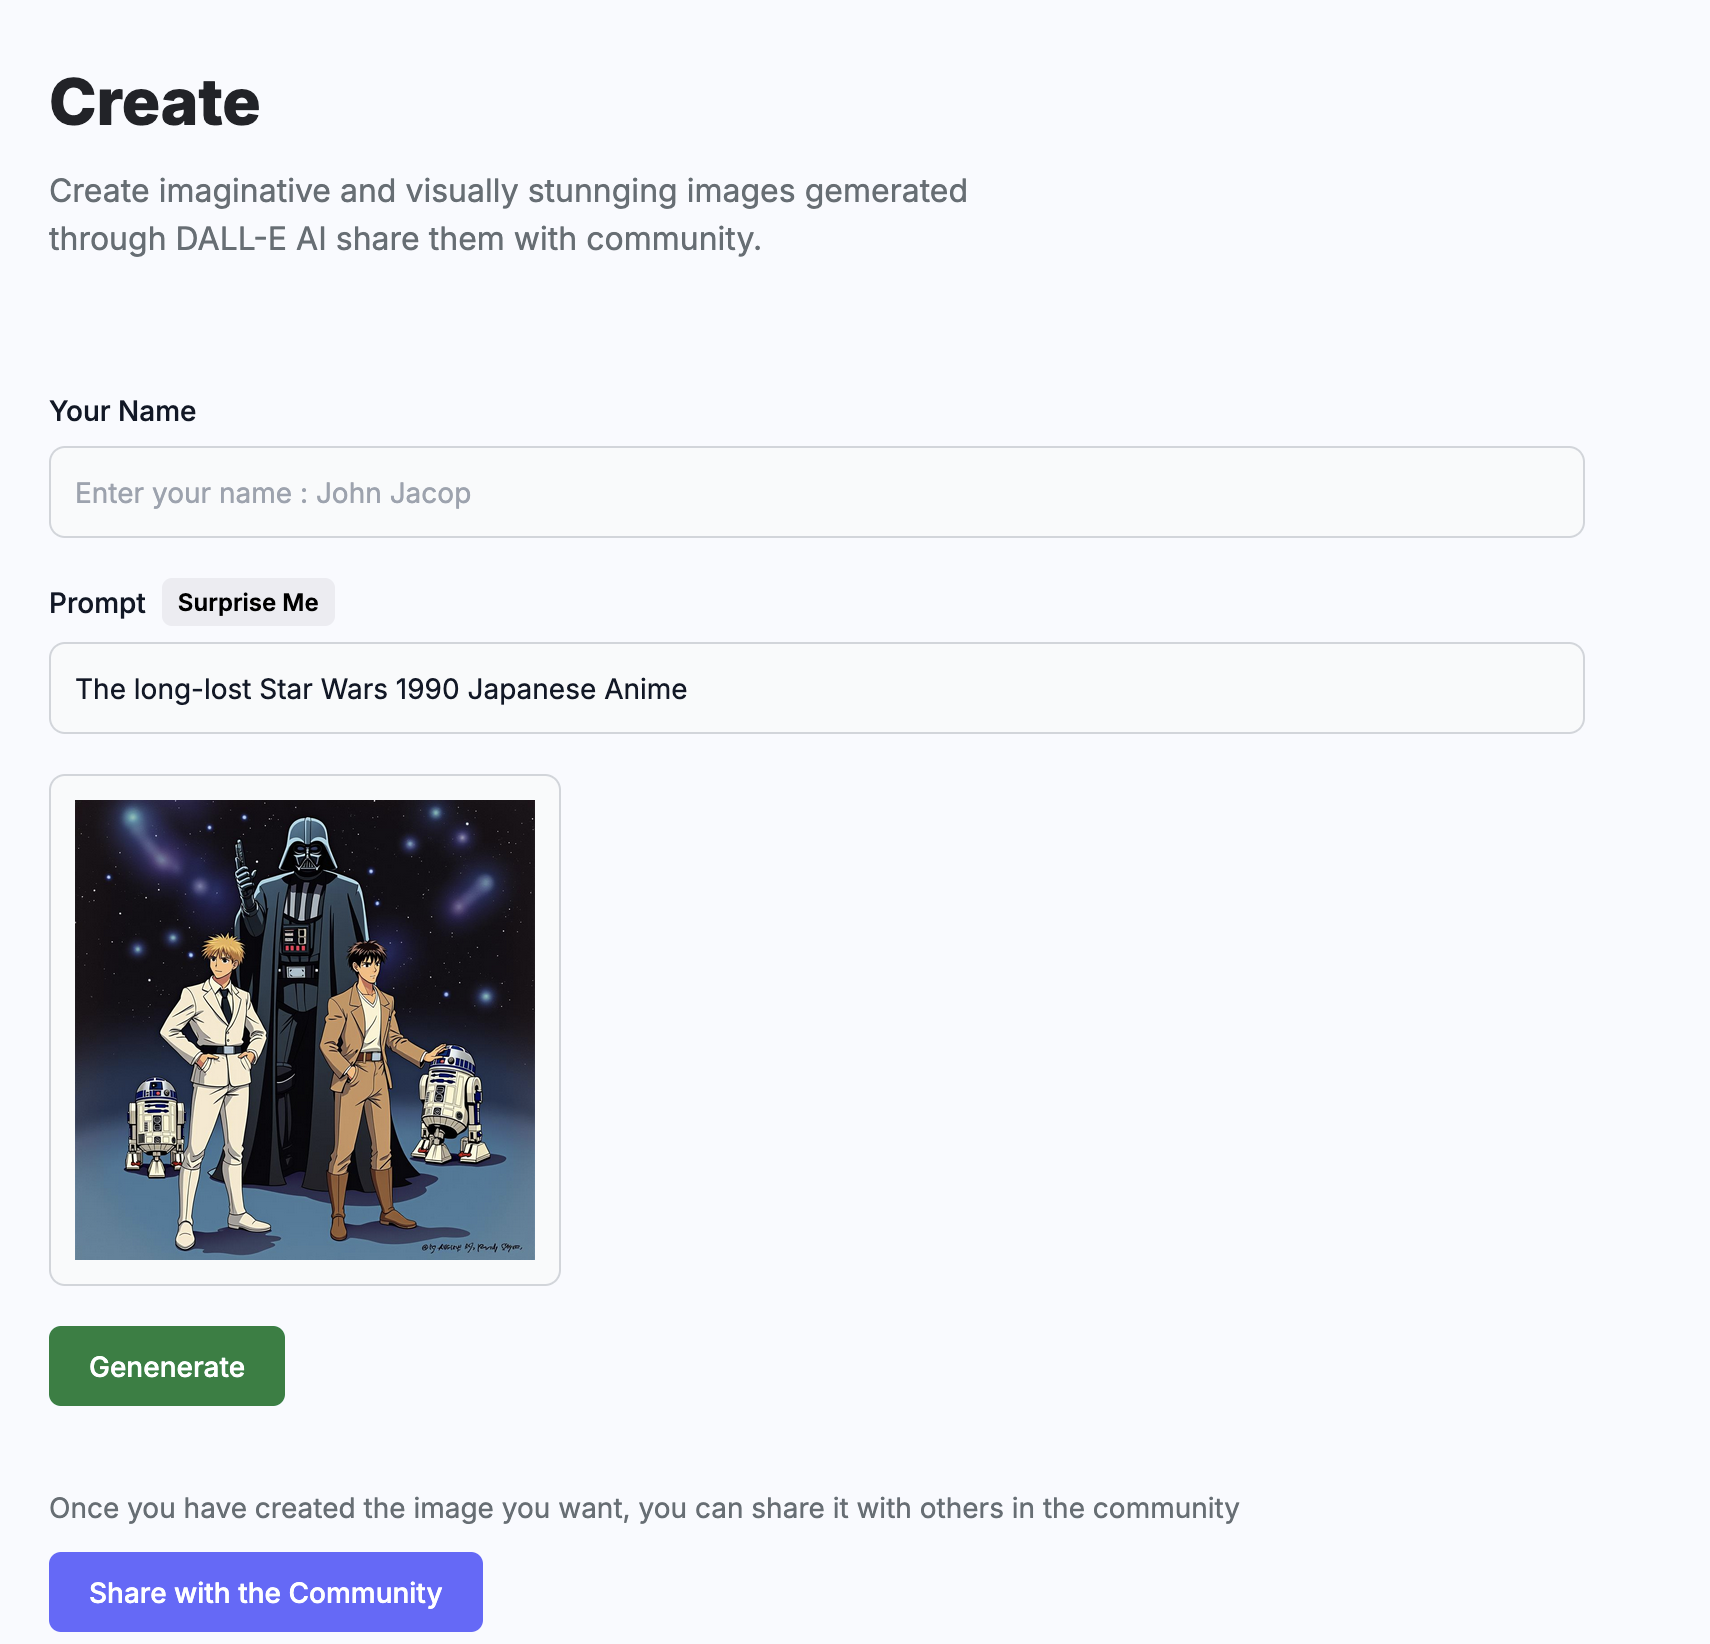 Create
Create imaginative and visually stunnging images gemerated
through DALL-E AI share them with community.
Your Name
Enter your name : John Jacop
Prompt
Surprise Me
The long-lost Star Wars 1990 Japanese Anime
Genenerate
Once you have created the image you want, you can share it with others in the community
Share with the Community